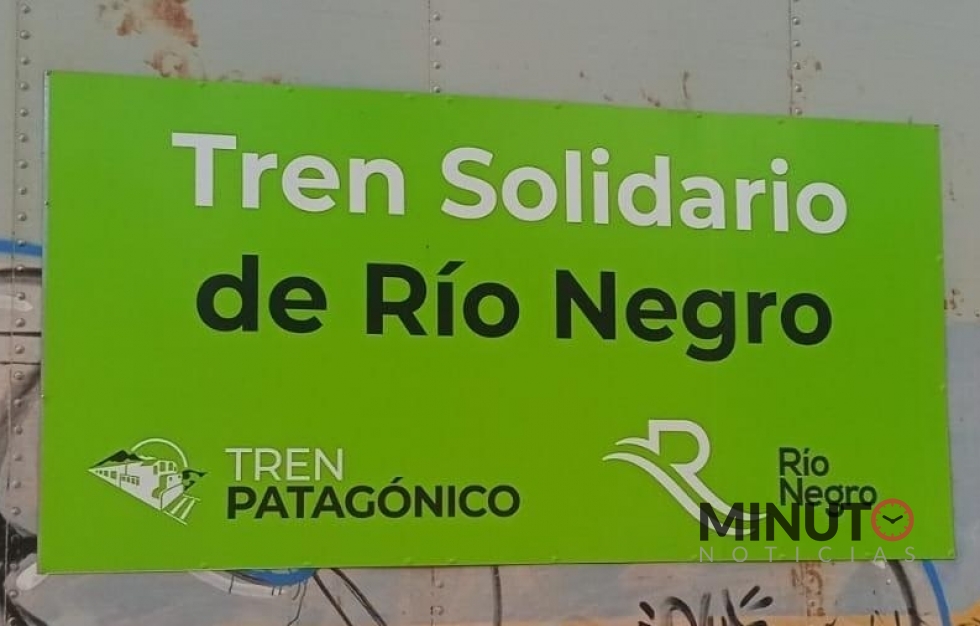 Tren Solidario
de Río Negro
TREN
PATAGÓNICO
Río
Negro
MINUTO
NOTICIAS